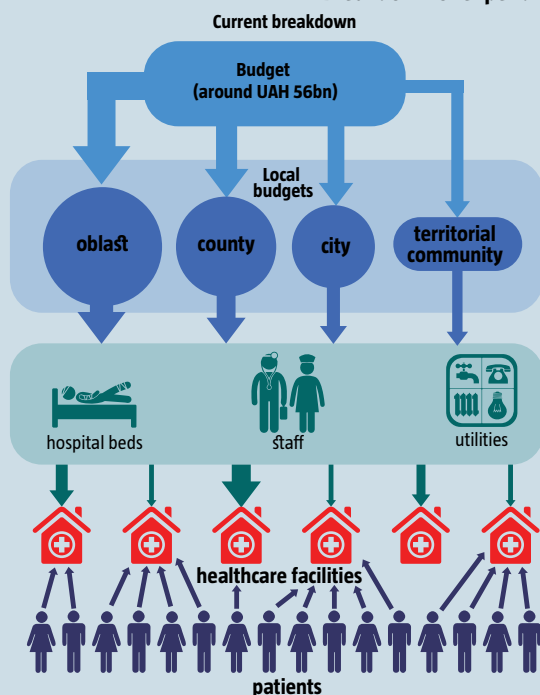 Current breakdown
Budget
(around UAH 56bn)
Local
budgets
oblast
county
city
territorial
community
hospital beds
staff
utilities
healthcare facilities
patients